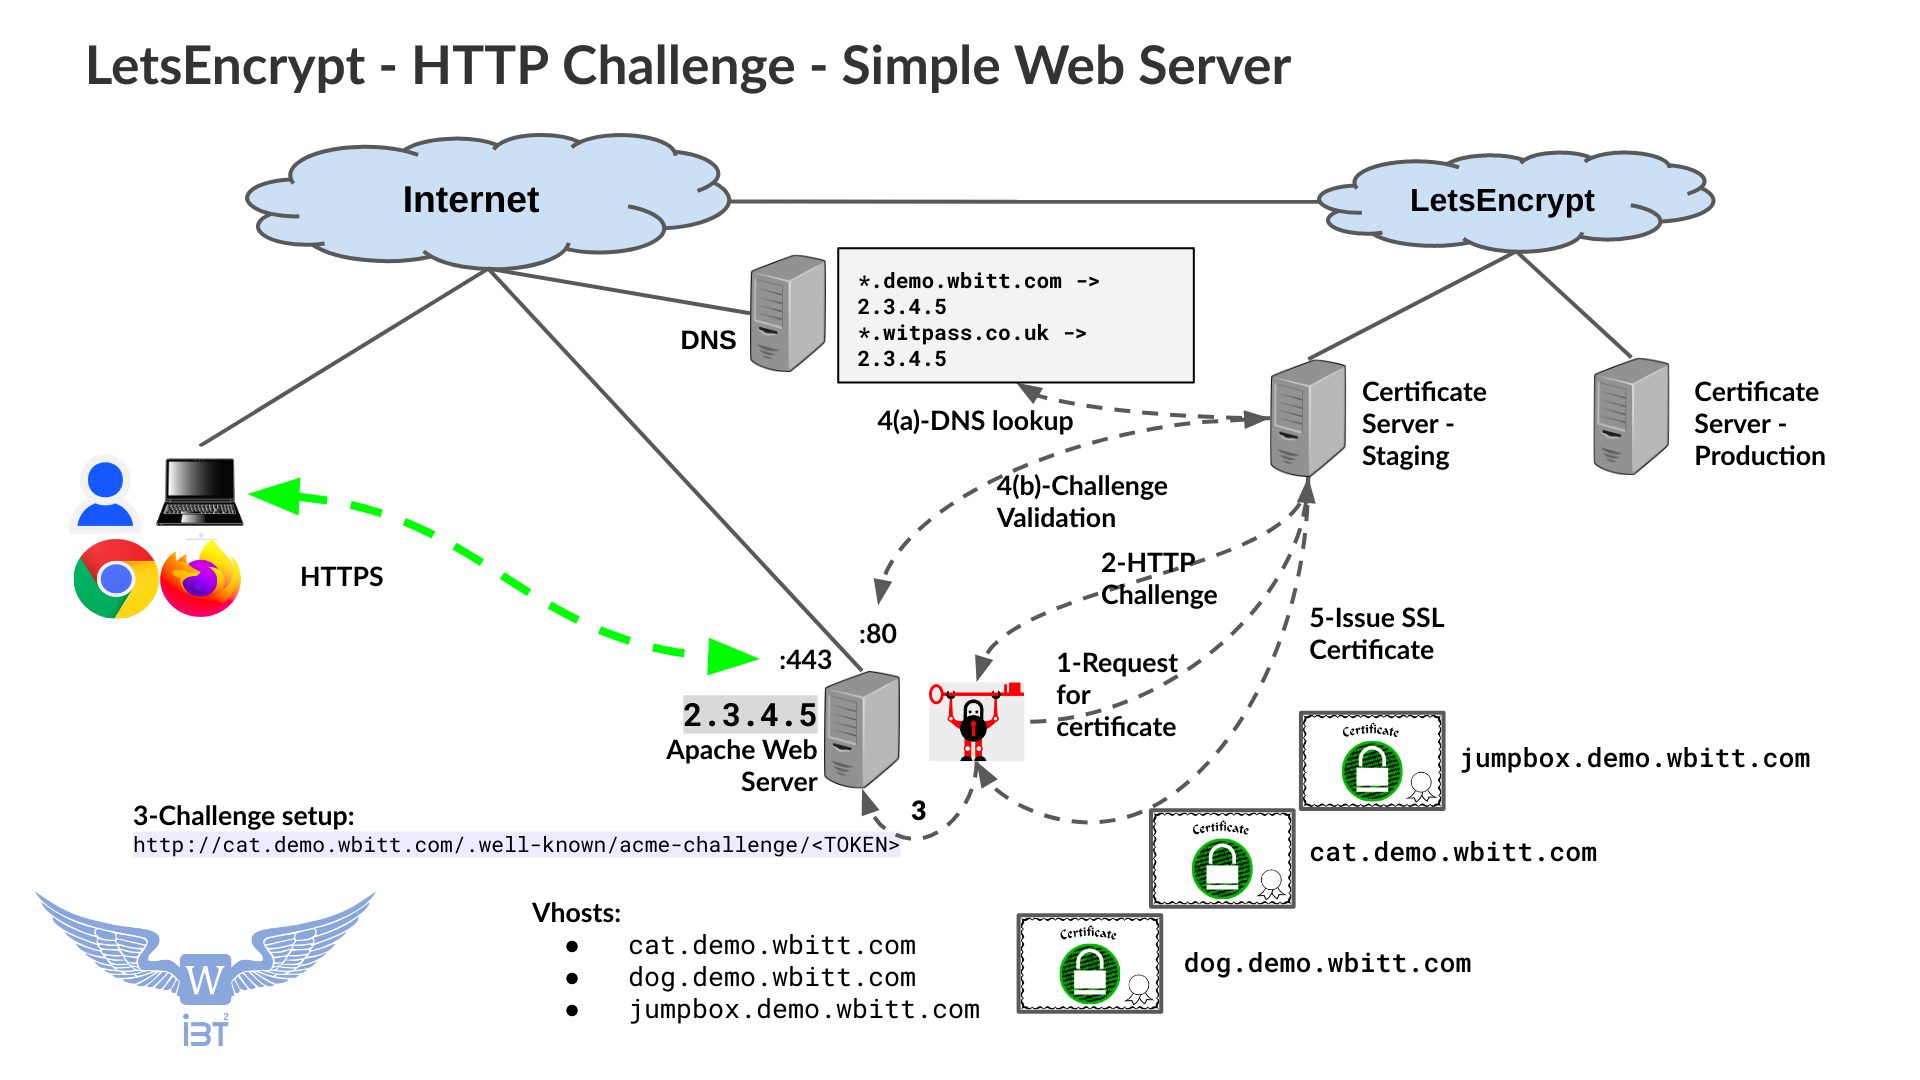 LetsEncrypt - HTTP Challenge - Simple Web Server
Internet
LetsEncrypt
DNS
*.demo.wbitt.com ->
2.3.4.5
*.witpass.co.uk ->
2.3.4.5
Certificate
Server -
Staging
Certificate
Server -
Production
4(a)-DNS lookup
4(b)-Challenge
Validation
2-HTTP
Challenge
HTTPS
:80
:443
5-Issue SSL
Certificate
1-Request
for
certificate
2.3.4.5
Apache Web
Server
3
3-Challenge setup:
http://cat.demo.wbitt.com/.well-known/acme-challenge/<TOKEN>
Certificate
jumpbox.demo.wbitt.com
Certificate
cat.demo.wbitt.com
Certificate
dog.demo.wbitt.com
Vhosts:
● cat.demo.wbitt.com
● dog.demo.wbitt.com
● jumpbox.demo.wbitt.com
W
iBT²